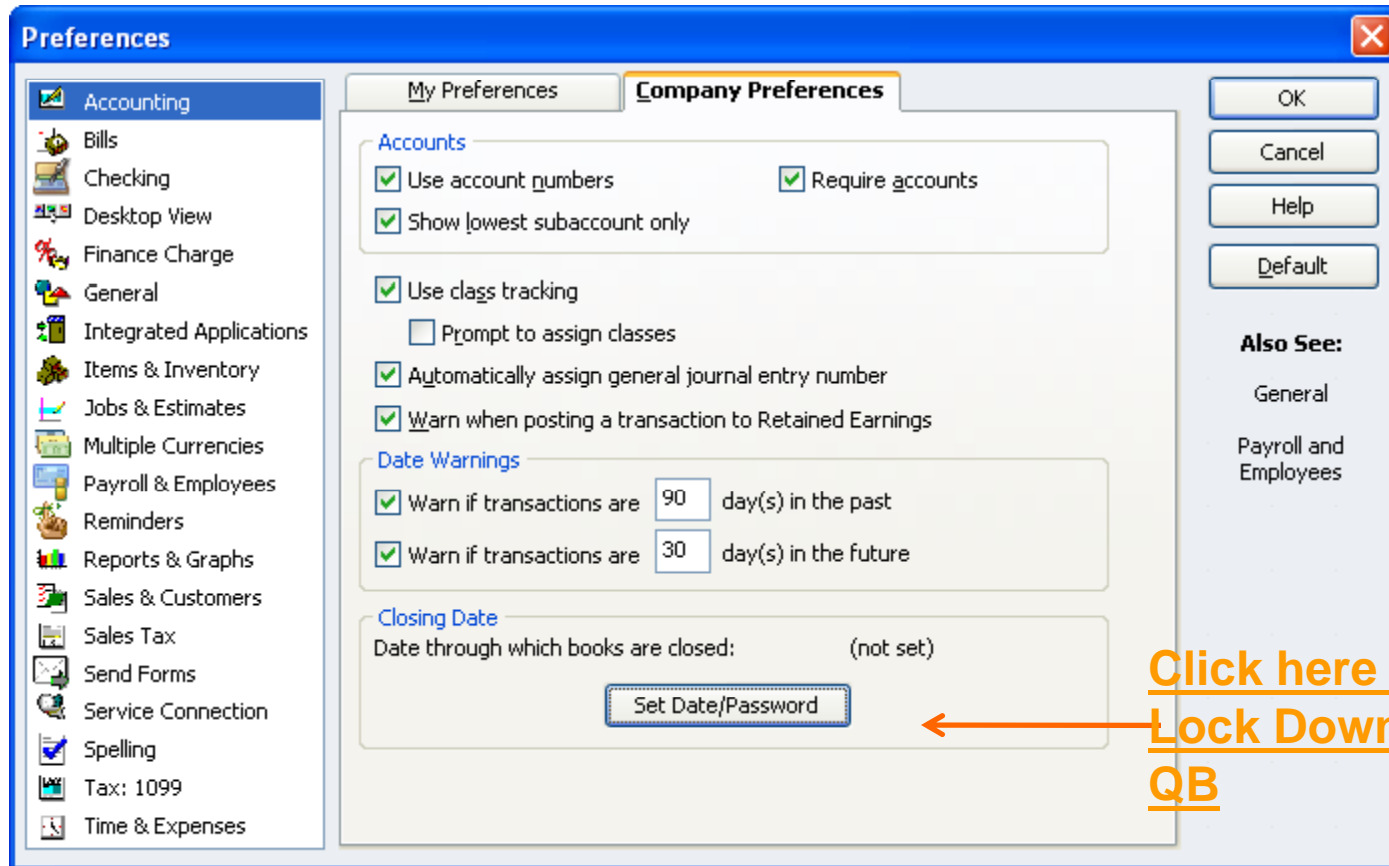 Preferences
Accounting
Bills
Checking
Desktop View
Finance Charge
General
Integrated Applications
Items & Inventory
Jobs & Estimates
Multiple Currencies
Payroll & Employees
Reminders
Reports & Graphs
Sales & Customers
Sales Tax
Send Forms
Service Connection
Spelling
Tax: 1099
Time & Expenses
My Preferences
Company Preferences
Accounts
Use account numbers
Require accounts
Show lowest subaccount only
Use class tracking
Prompt to assign classes
Automatically assign general journal entry number
Warn when posting a transaction to Retained Earnings
Date Warnings
Warn if transactions are 90 day(s) in the past
Warn if transactions are 30 day(s) in the future
Closing Date
Date through which books are closed: (not set)
Set Date/Password
OK
Cancel
Help
Default
Also See:
General
Payroll and
Employees
Click here
Lock Down
QB